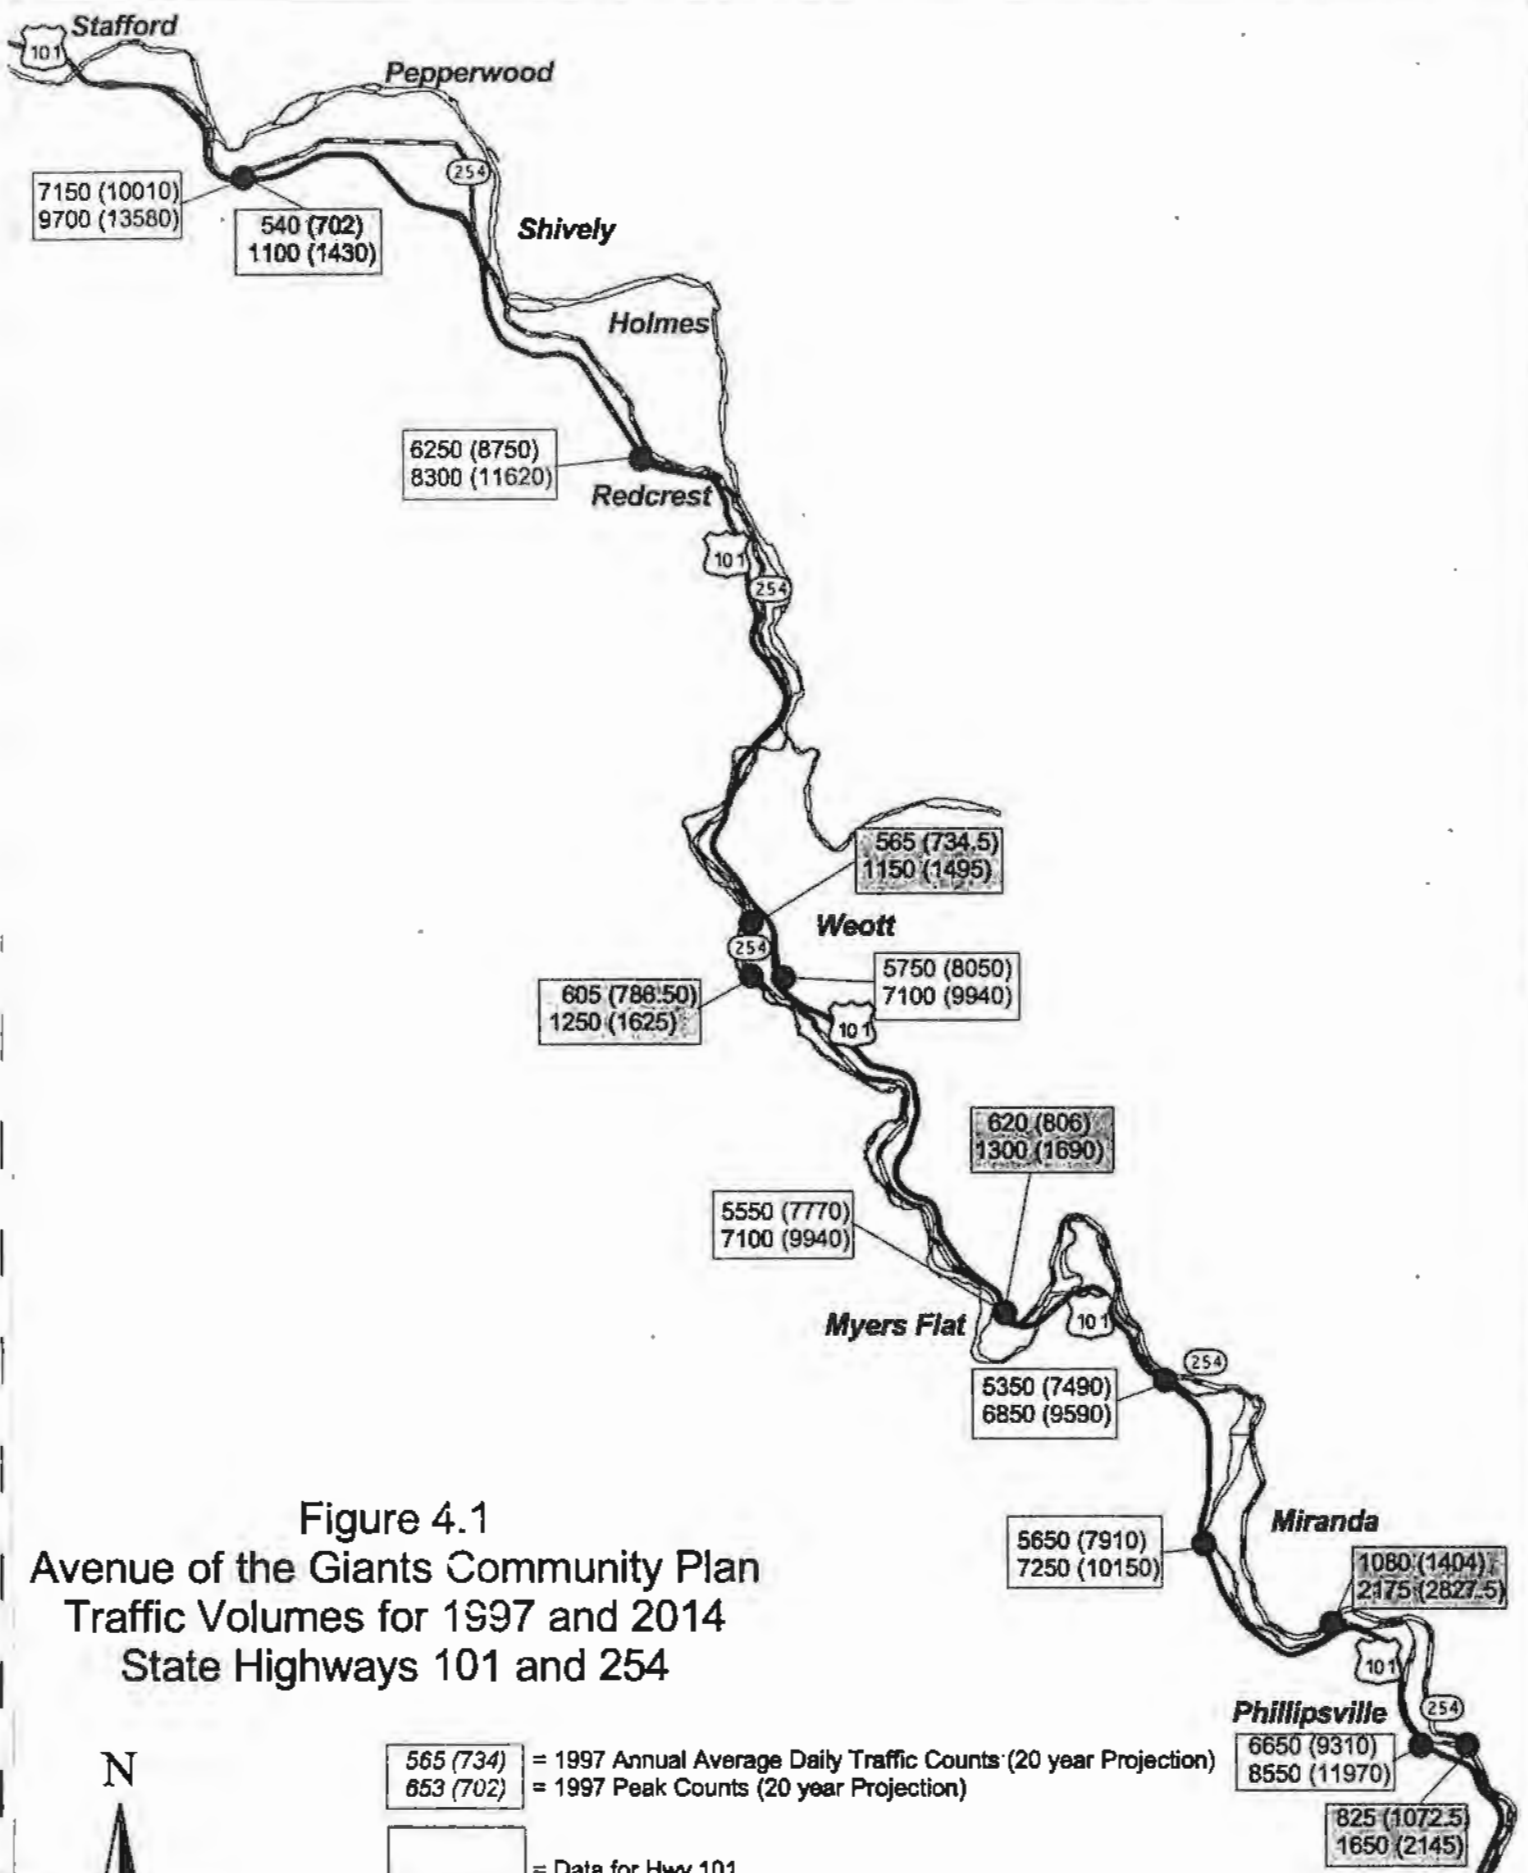 Stafford
101
Pepperwood
254
7150 (10010)
9700 (13580)
540 (702)
1100 (1430)
Shively
Holmes
6250 (8750)
8300 (11620)
Redcrest
101
254
565 (734.5)
1150 (1495)
Weott
254
5750 (8050)
7100 (9940)
605 (786.50)
1250 (1625)
101
620 (806)
1300 (1690)
5550 (7770)
7100 (9940)
Myers Flat
101
254
5350 (7490)
6850 (9590)
Miranda
5650 (7910)
7250 (10150)
1080 (1404)
2175 (2827.5)
101
Phillipsville
254
6650 (9310)
8550 (11970)
825 (1072.5)
1650 (2145)
Figure 4.1
Avenue of the Giants Community Plan
Traffic Volumes for 1997 and 2014
State Highways 101 and 254
N
565 (734) = 1997 Annual Average Daily Traffic Counts (20 year Projection)
653 (702) = 1997 Peak Counts (20 year Projection)
= Data for Hwy 101